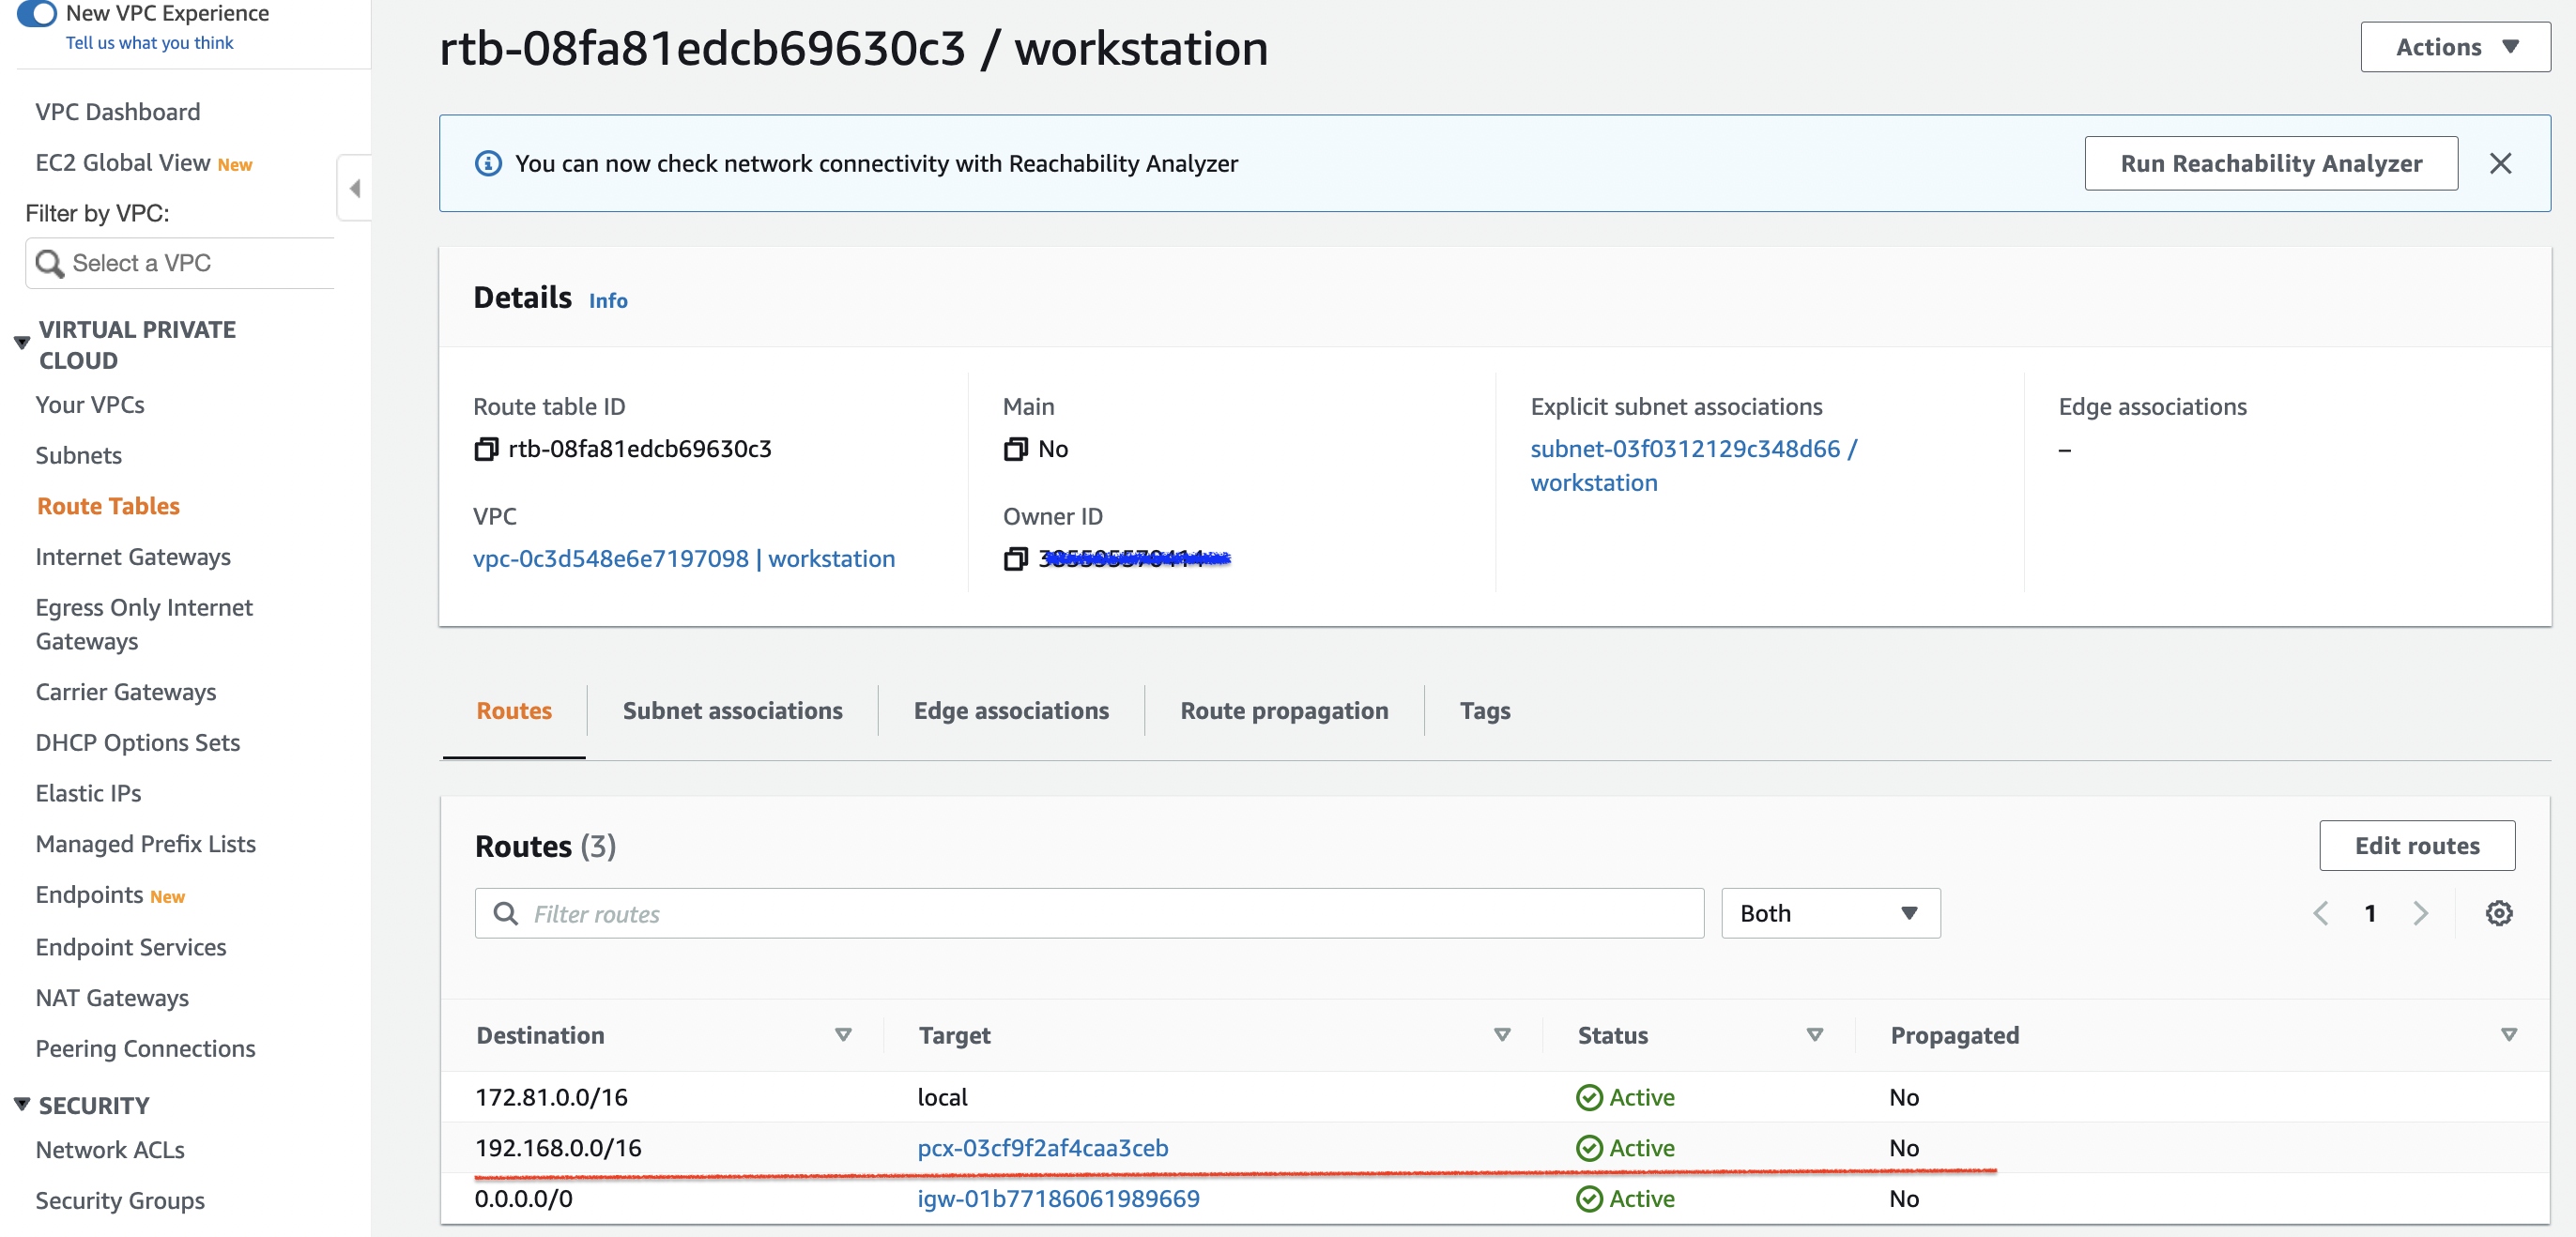 New VPC Experience
Tell us what you think
VPC Dashboard
EC2 Global View New
Filter by VPC:
Select a VPC
VIRTUAL PRIVATE
CLOUD
Your VPCs
Subnets
Route Tables
Internet Gateways
Egress Only Internet
Gateways
Carrier Gateways
DHCP Options Sets
Elastic IPs
Managed Prefix Lists
Endpoints New
Endpoint Services
NAT Gateways
Peering Connections
SECURITY
Network ACLs
Security Groups
rtb-08fa81edcb69630c3 / workstation
Actions
You can now check network connectivity with Reachability Analyzer
Run Reachability Analyzer
Details Info
Route table ID
rtb-08fa81edcb69630c3
Main
No
Explicit subnet associations
subnet-03f0312129c348d66 /
workstation
Edge associations
–
VPC
vpc-0c3d548e6e7197098 | workstation
Owner ID
Routes Subnet associations Edge associations Route propagation Tags
Routes (3)
Edit routes
Filter routes
Both
1
Destination Target Status Propagated
172.81.0.0/16 local Active No
192.168.0.0/16 pcx-03cf9f2af4caa3ceb Active No
0.0.0.0/0 igw-01b77186061989669 Active No